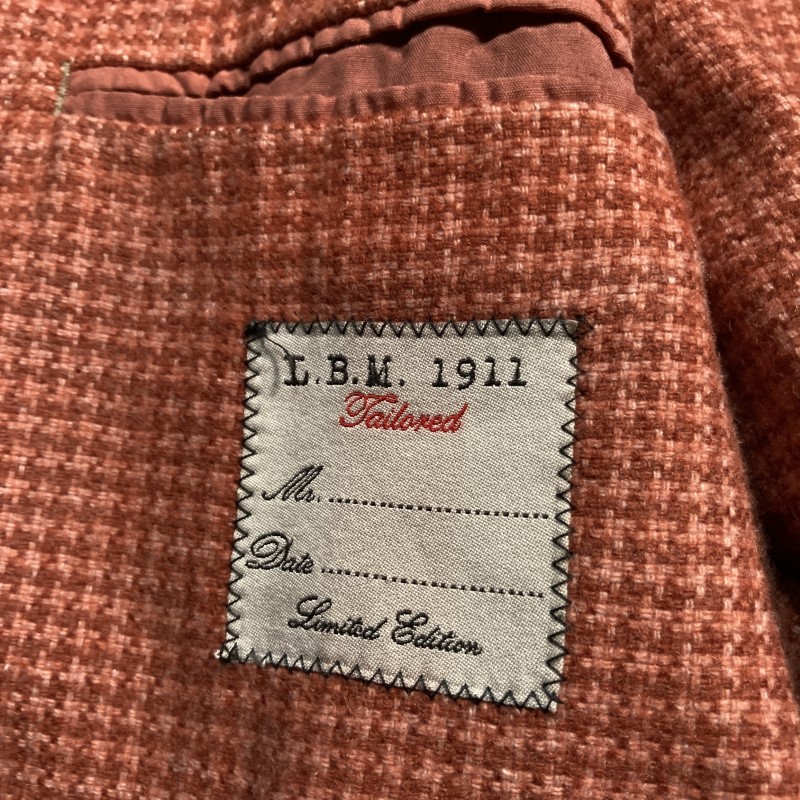 L.B.M. 1911
Tailored
Mr. ........................
Date ........................
Limited Edition